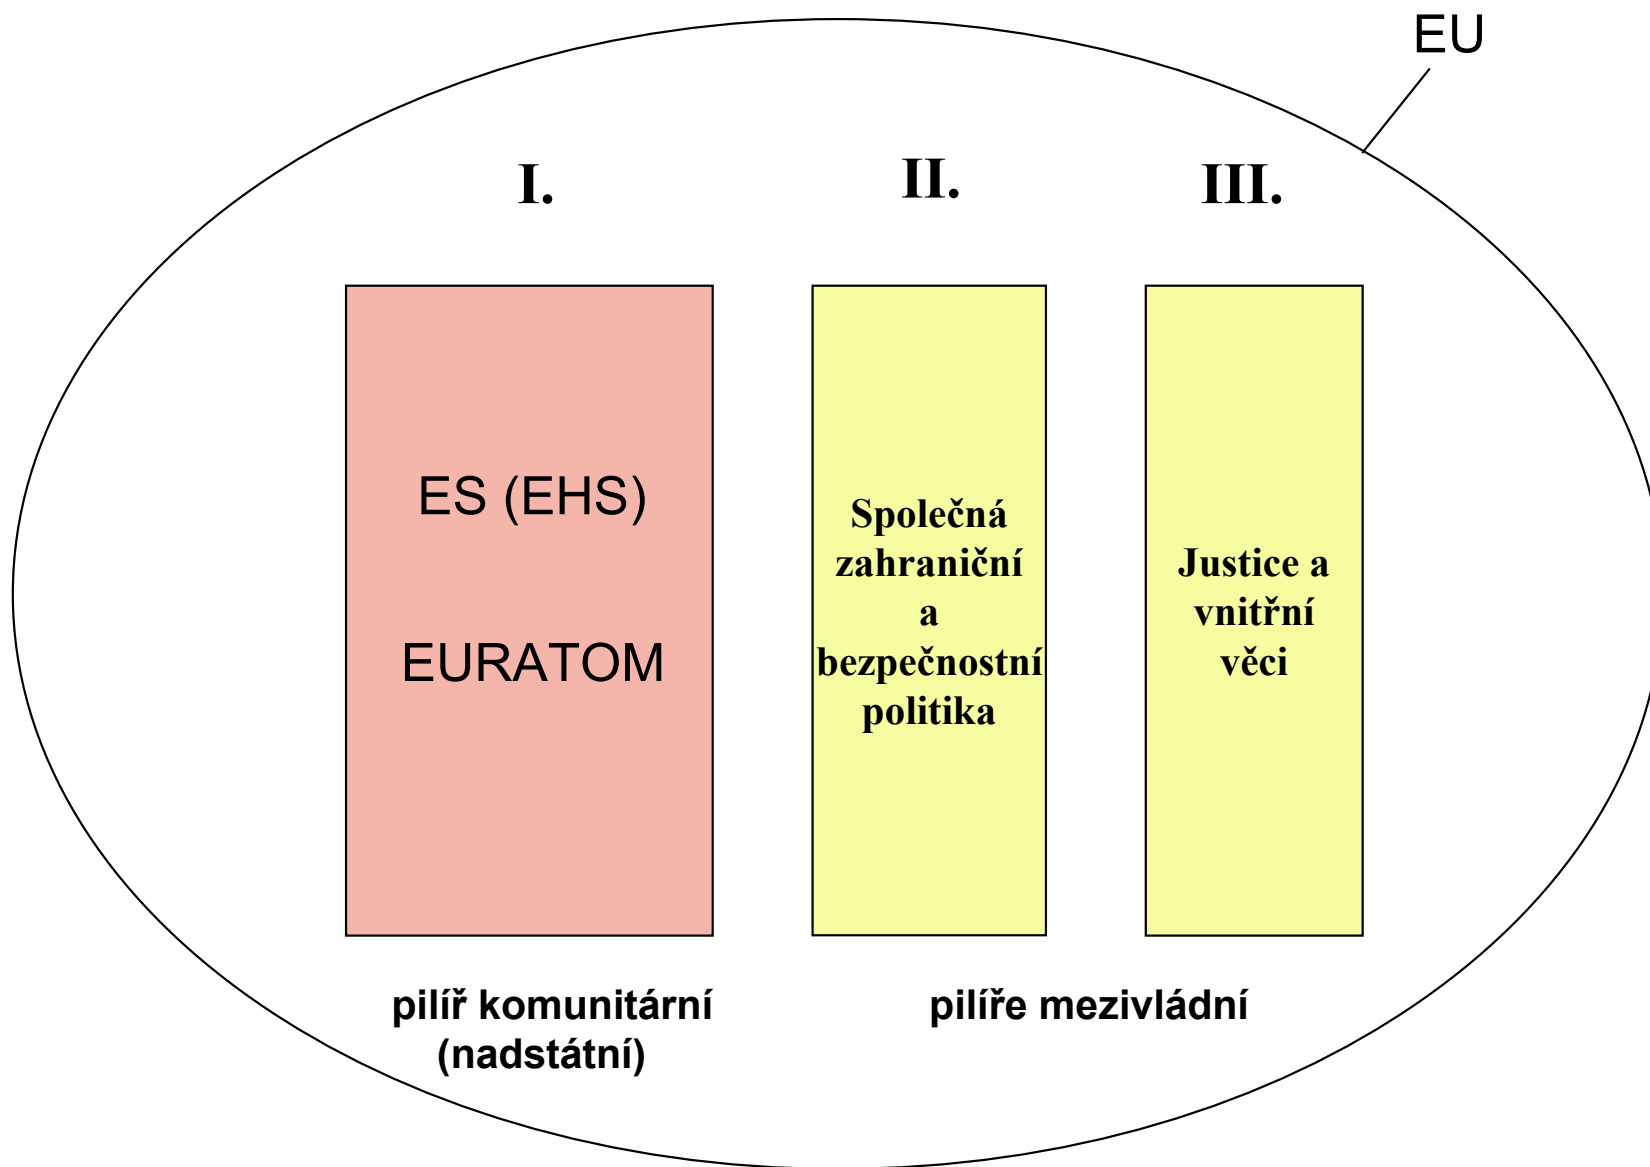 EU
I.
II.
III.
ES (EHS)
EURATOM
Společná
zahraniční
a
bezpečnostní
politika
Justice a
vnitřní
věci
pilíř komunitární
(nadstátní)
pilíře mezivládní